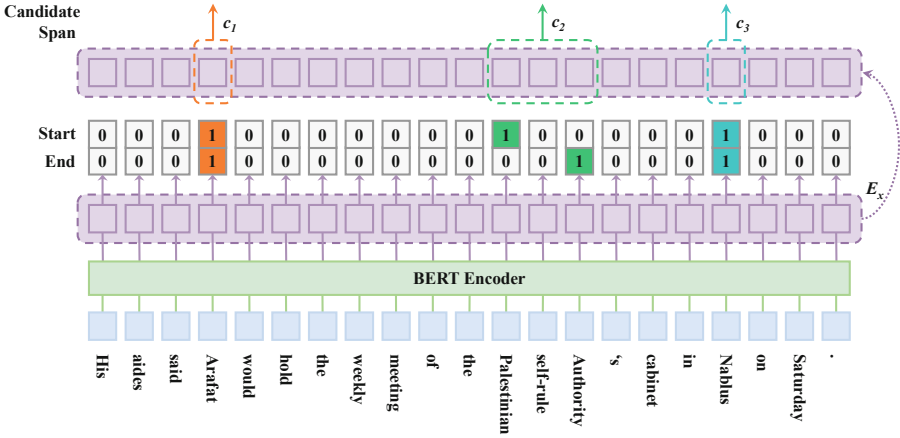 Candidate
Span
c1 c2 c3
Start 0 0 0 1 0 0 0 0 0 0 0 1 0 0 0 0 0 1 0 0 0
End 0 0 0 1 0 0 0 0 0 0 0 0 0 1 0 0 0 1 0 0 0
Ex
BERT Encoder
His aides said Arafat would hold the weekly meeting of the Palestinian self-rule Authority 's cabinet in Nablus on Saturday .